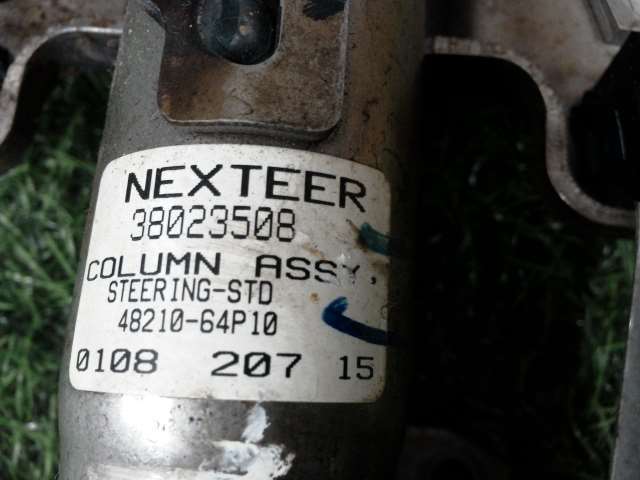 NEXTEER
38023508
COLUMN ASSY,
STEERING-STD
48210-64P10
0108 207 15